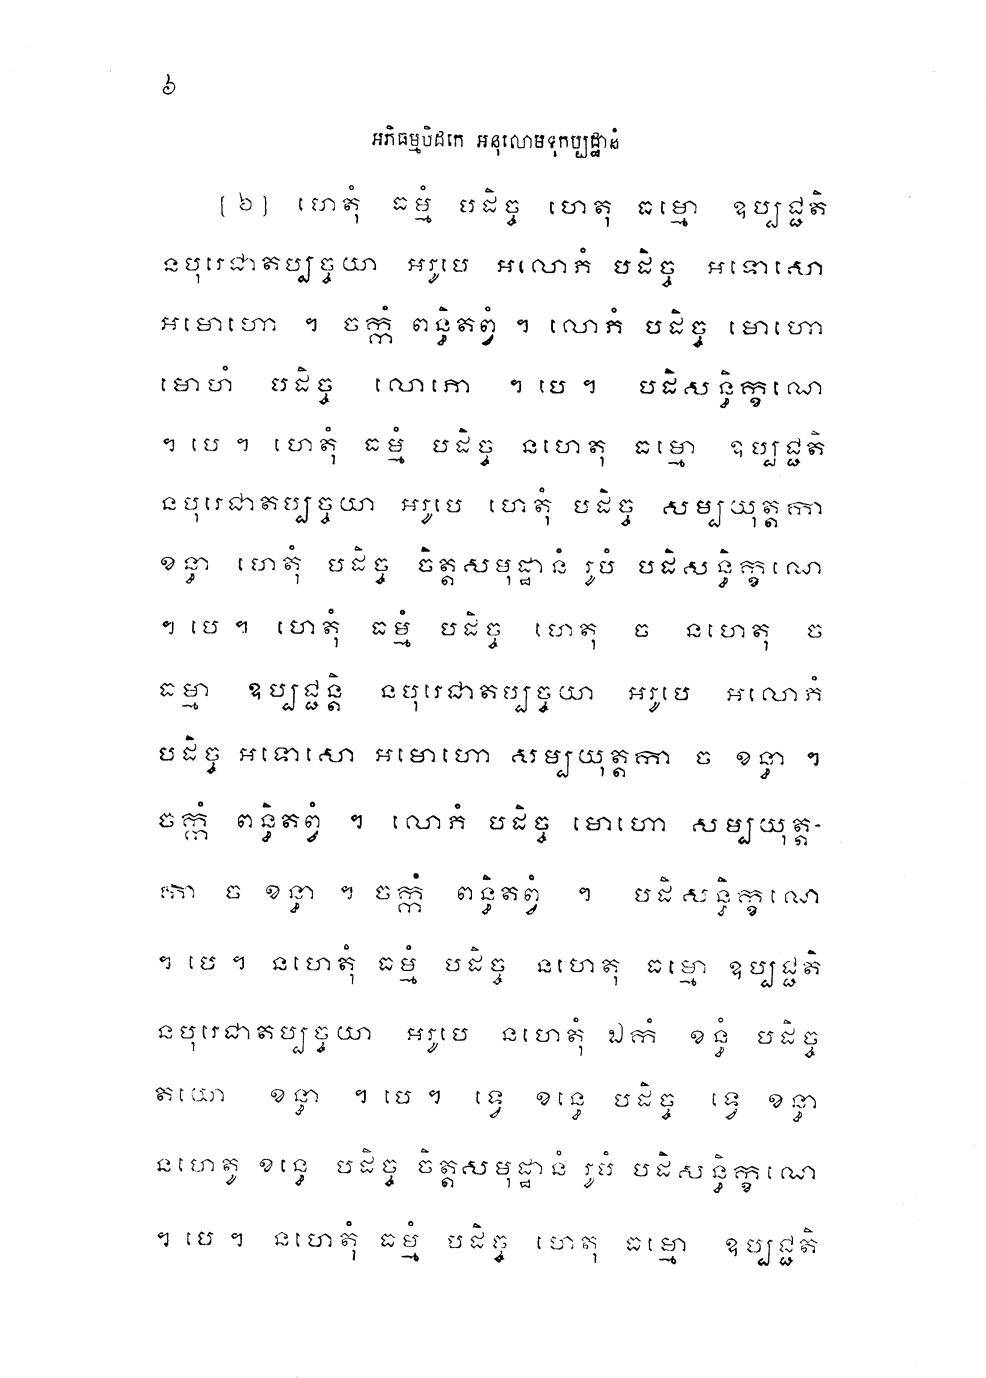 ៦
អភិធម្មបិដកេ អនុលោមទុកប្បដ្ឋានំ
[៦] ហេតុំ ធម្មំ បដិច្ច ហេតុ ធម្មោ ឧប្បជ្ជតិ
នបុរេជាតប្បច្ចយា អរូបេ អលោភំ បដិច្ច អទោសោ
អមោហោ ។ ចក្កំ ពន្ធិតព្វំ ។ លោភំ បដិច្ច មោហោ
មោហំ បដិច្ច លោភោ ។ បេ ។ បដិសន្ធិក្ខណេ
។ បេ ។ ហេតុំ ធម្មំ បដិច្ច នហេតុ ធម្មោ ឧប្បជ្ជតិ
នបុរេជាតប្បច្ចយា អរូបេ ហេតុំ បដិច្ច សម្បយុត្តកា
ខន្ធា ហេតុំ បដិច្ច ចិត្តសមុដ្ឋានំ រូបំ បដិសន្ធិក្ខណេ
។ បេ ។ ហេតុំ ធម្មំ បដិច្ច ហេតុ ច នហេតុ ច
ធម្មា ឧប្បជ្ជន្តិ នបុរេជាតប្បច្ចយា អរូបេ អលោភំ
បដិច្ច អទោសោ អមោហោ សម្បយុត្តកា ច ខន្ធា ។
ចក្កំ ពន្ធិតព្វំ ។ លោភំ បដិច្ច មោហោ សម្បយុត្ត-
កា ច ខន្ធា ។ ចក្កំ ពន្ធិតព្វំ ។ បដិសន្ធិក្ខណេ
។ បេ ។ នហេតុំ ធម្មំ បដិច្ច នហេតុ ធម្មោ ឧប្បជ្ជតិ
នបុរេជាតប្បច្ចយា អរូបេ នហេតុំ ឯកំ ខន្ធំ បដិច្ច
តយោ ខន្ធា ។ បេ ។ ទ្វេ ខន្ធេ បដិច្ច ទ្វេ ខន្ធា
នហេតូ ខន្ធេ បដិច្ច ចិត្តសមុដ្ឋានំ រូបំ បដិសន្ធិក្ខណេ
។ បេ ។ នហេតុំ ធម្មំ បដិច្ច ហេតុ ធម្មោ ឧប្បជ្ជតិ